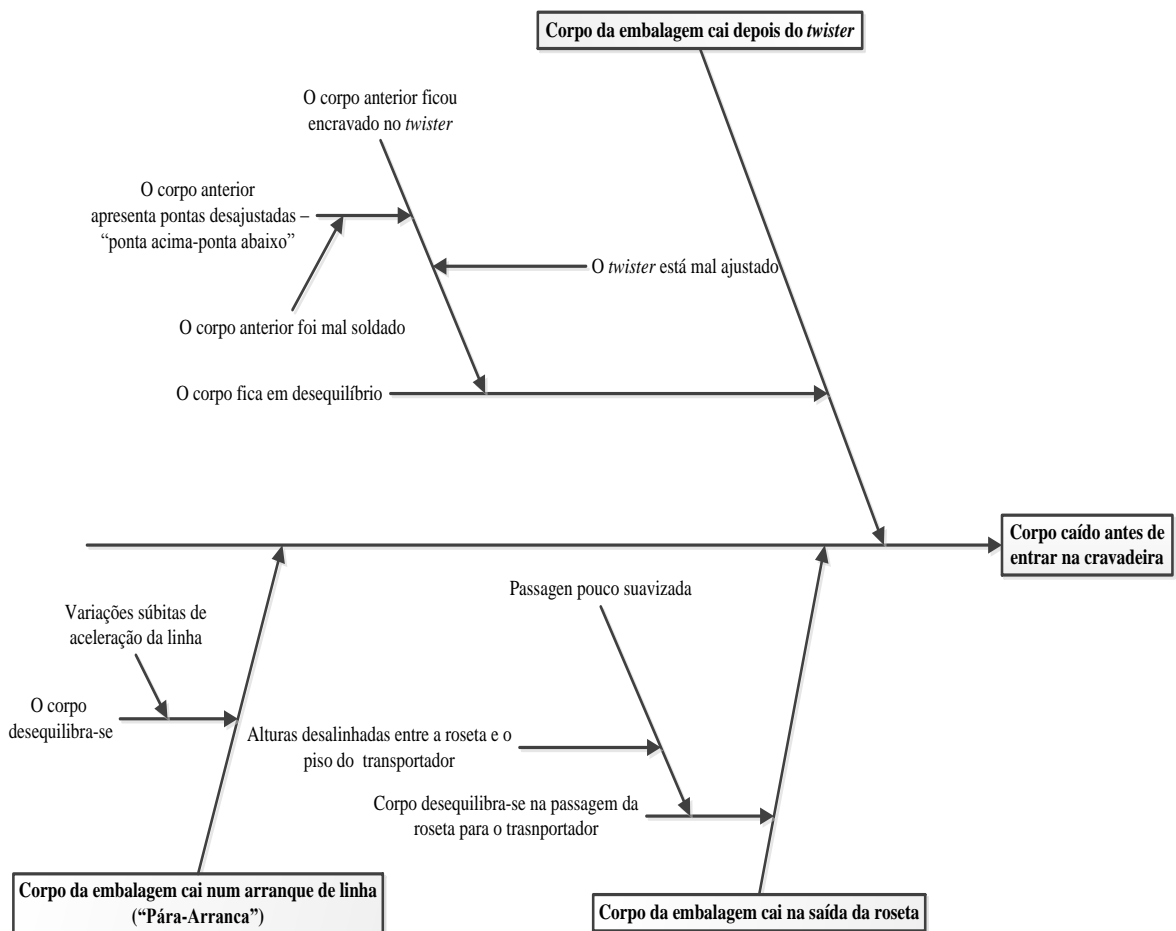 Corpo da embalagem cai depois do twister
O corpo anterior ficou
encravado no twister
O corpo anterior
apresenta pontas desajustadas –
“ponta acima-ponta abaixo”
O twister está mal ajustado
O corpo anterior foi mal soldado
O corpo fica em desequilíbrio
Corpo caído antes de
entrar na cravadeira
Passagen pouco suavizada
Variações súbitas de
aceleração da linha
O corpo
desequilibra-se
Alturas desalinhadas entre a roseta e o
piso do transportador
Corpo desequilibra-se na passagem da
roseta para o trasnportador
Corpo da embalagem cai num arranque de linha
(“Pára-Arranca”)
Corpo da embalagem cai na saída da roseta